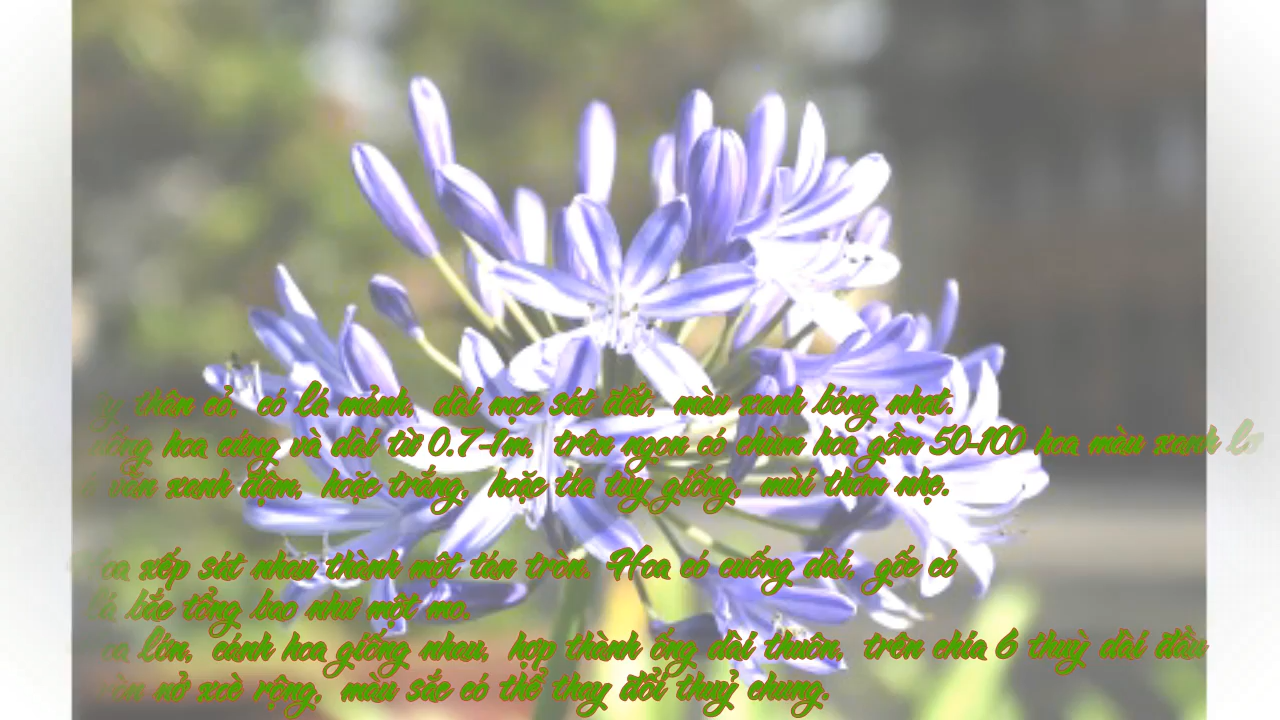 thân cỏ. có lá mảnh, dài mọc sát đất, màu xanh bóng nhạt.
hoa cứng và dài từ 0.7-1m, trên ngọn có chùm hoa gồm 50-100 hoa màu xanh
vằn xanh đậm, hoặc trắng, hoặc tía tùy giống, mùi thơm nhẹ.
xếp sát nhau thành một tán tròn. Hoa có cuống dài, gốc có
lá bắc tổng bao như một mo.
lớn, cánh hoa giống nhau, hợp thành ống dài thuôn, trên chia 6 thuỳ dài đầu
nở xoè rộng, màu sắc có thể thay đổi thuỷ chung.